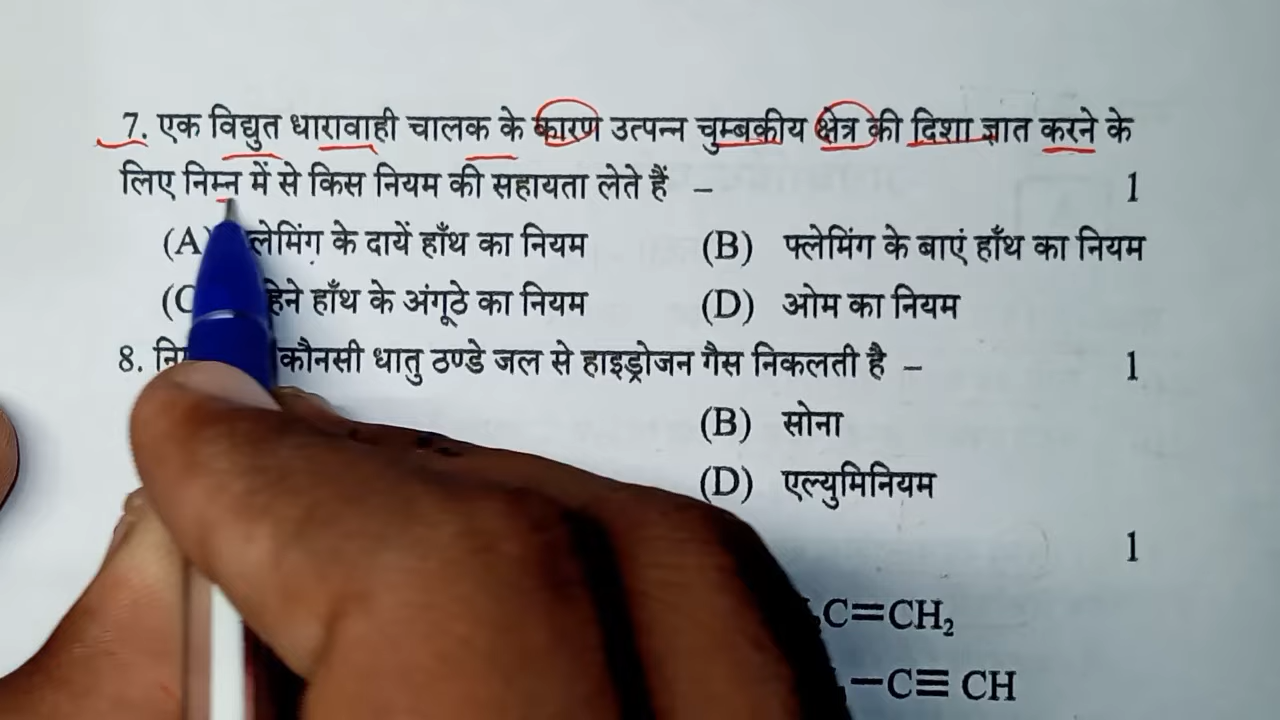 7. एक विद्युत धारावाही चालक के कारण उत्पन्न चुम्बकीय क्षेत्र की दिशा ज्ञात करने के
लिए निम्न में से किस नियम की सहायता लेते हैं – 1
(A) के दायें हाँथ का नियम (B) फ्लेमिंग के बाएं हाँथ का नियम
हाँथ के अंगूठे का नियम (D) ओम का नियम
8. कौनसी धातु ठण्डे जल से हाइड्रोजन गैस निकलती है – 1
(B) सोना
(D) एल्युमिनियम
1
C=CH₂
–C≡ CH